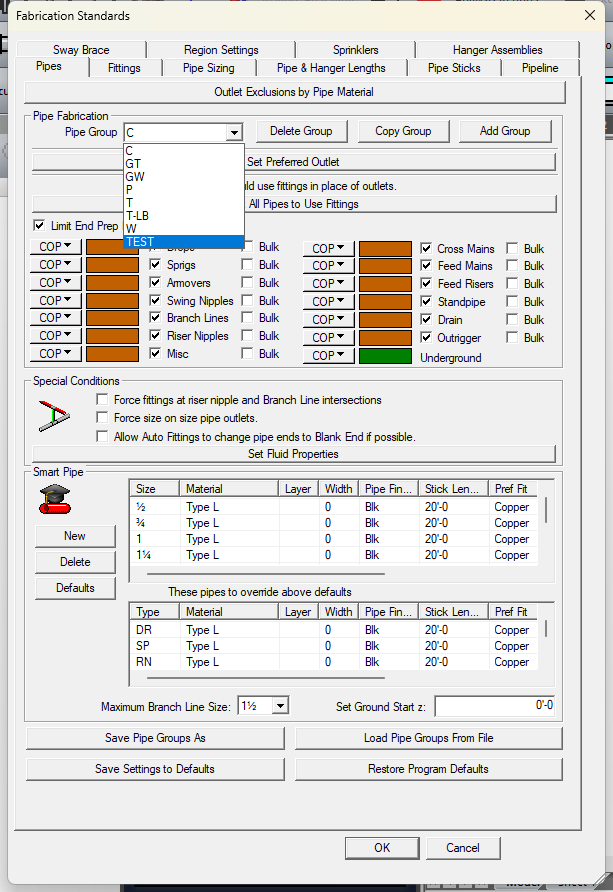 Fabrication Standards
Sway Brace Region Settings Sprinklers Hanger Assemblies
Pipes Fittings Pipe Sizing Pipe & Hanger Lengths Pipe Sticks Pipeline
Outlet Exclusions by Pipe Material
Pipe Fabrication
Pipe Group C Delete Group Copy Group Add Group
C
GT
GW
P
T
T-LB
W
TEST
Set Preferred Outlet
uld use fittings in place of outlets.
All Pipes to Use Fittings
Limit End Prep
COP Drops Bulk COP Cross Mains Bulk
COP Sprigs Bulk COP Feed Mains Bulk
COP Armovers Bulk COP Feed Risers Bulk
COP Swing Nipples Bulk COP Standpipe Bulk
COP Branch Lines Bulk COP Drain Bulk
COP Riser Nipples Bulk COP Outrigger Bulk
COP Misc Bulk COP Underground
Special Conditions
Force fittings at riser nipple and Branch Line intersections
Force size on size pipe outlets.
Allow Auto Fittings to change pipe ends to Blank End if possible.
Set Fluid Properties
Smart Pipe
New
Delete
Defaults
Size Material Layer Width Pipe Fin... Stick Len... Pref Fit
½ Type L 0 Blk 20'-0 Copper
¾ Type L 0 Blk 20'-0 Copper
1 Type L 0 Blk 20'-0 Copper
1¼ Type L 0 Blk 20'-0 Copper
These pipes to override above defaults
Type Material Layer Width Pipe Fin... Stick Len... Pref Fit
DR Type L 0 Blk 20'-0 Copper
SP Type L 0 Blk 20'-0 Copper
RN Type L 0 Blk 20'-0 Copper
Maximum Branch Line Size: 1½ Set Ground Start z: 0'-0
Save Pipe Groups As Load Pipe Groups From File
Save Settings to Defaults Restore Program Defaults
OK Cancel